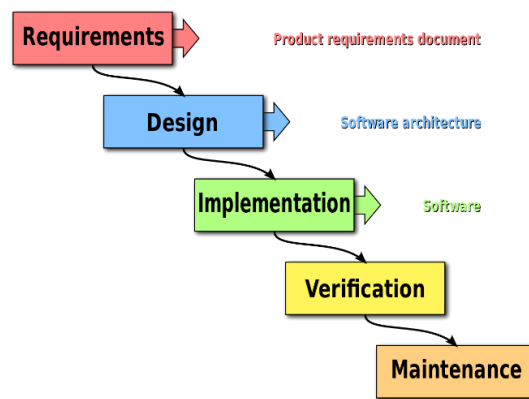 Requirements
Product requirements document
Design
Software architecture
Implementation
Software
Verification
Maintenance